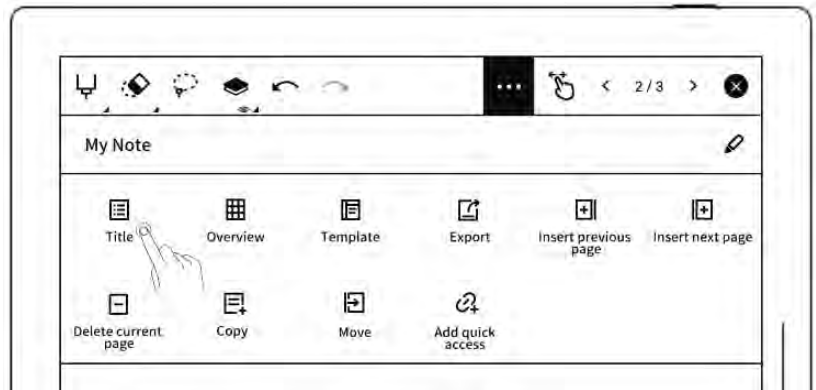 2/3
My Note
Title
Overview
Template
Export
Insert previous
page
Insert next page
Delete current
page
Copy
Move
Add quick
access